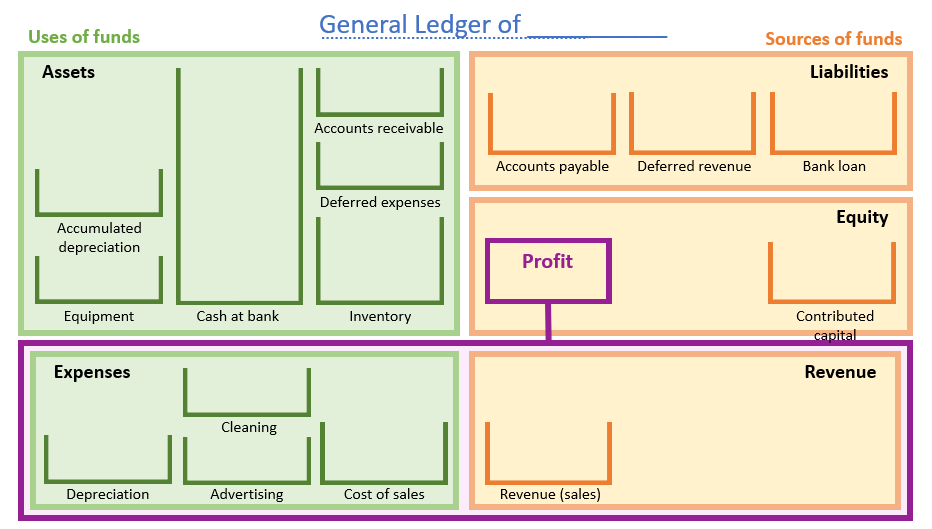 General Ledger of ____________
Uses of funds
Sources of funds
Assets
Accounts receivable
Deferred expenses
Accumulated
depreciation
Equipment
Cash at bank
Inventory
Liabilities
Accounts payable
Deferred revenue
Bank loan
Equity
Profit
Contributed
capital
Expenses
Cleaning
Depreciation
Advertising
Cost of sales
Revenue
Revenue (sales)